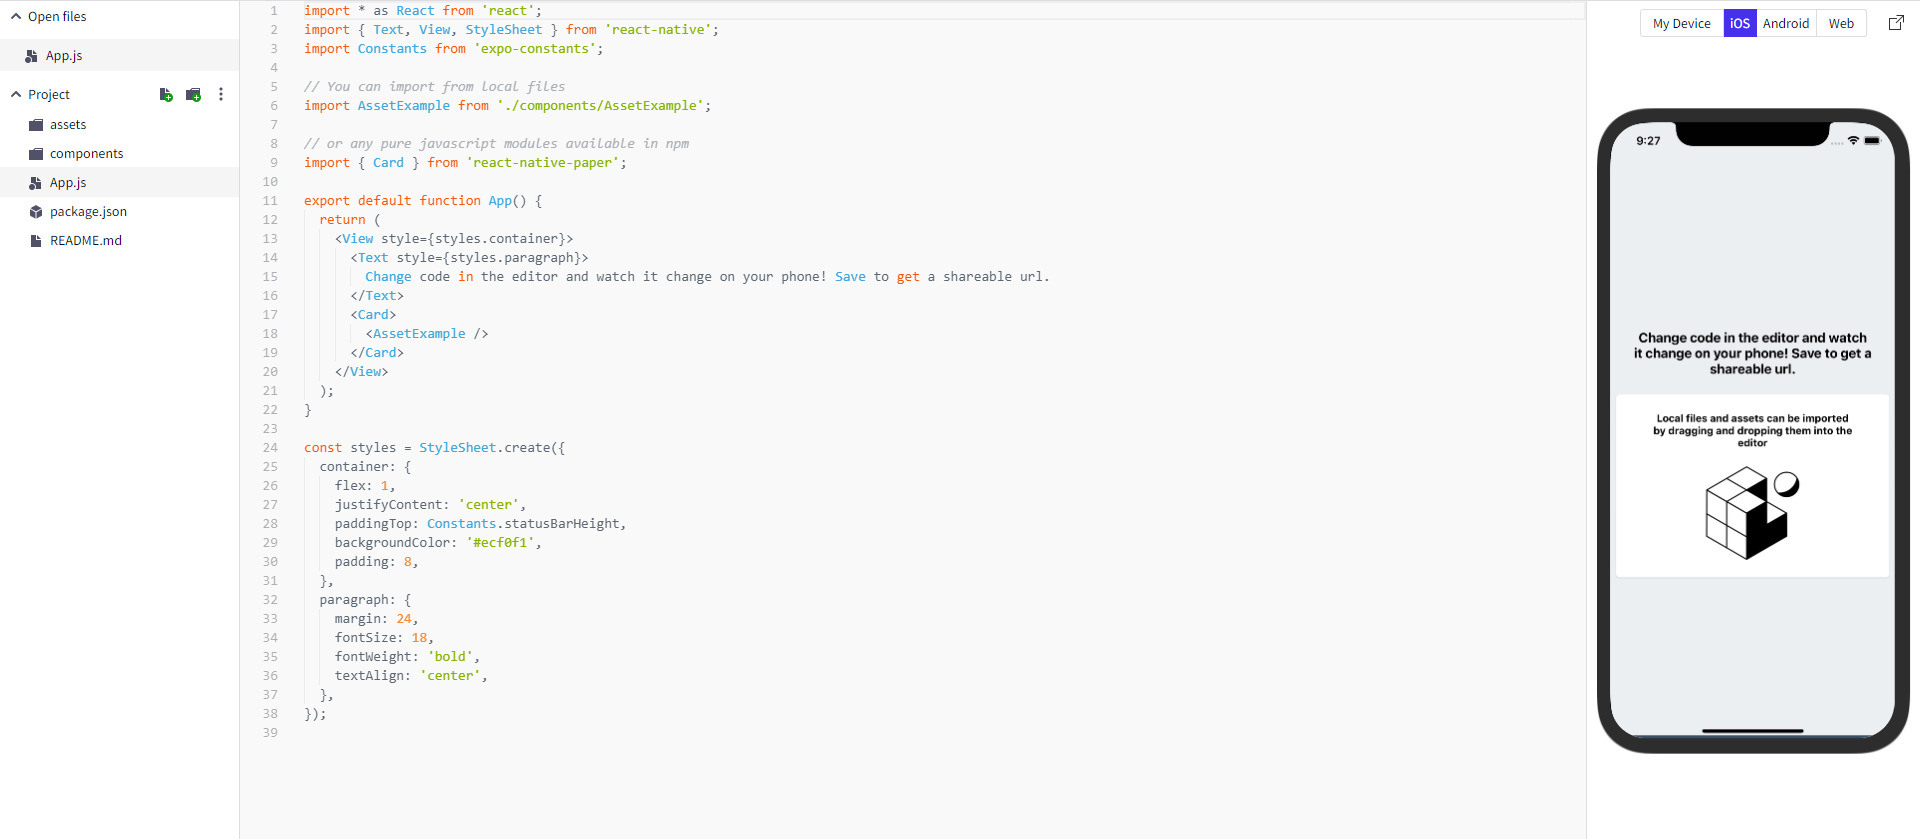 Open files
App.js
Project
assets
components
App.js
package.json
README.md
1 import * as React from 'react';
2 import { Text, View, StyleSheet } from 'react-native';
3 import Constants from 'expo-constants';
4
5 // You can import from local files
6 import AssetExample from './components/AssetExample';
7
8 // or any pure javascript modules available in npm
9 import { Card } from 'react-native-paper';
10
11 export default function App() {
12   return (
13     <View style={styles.container}>
14       <Text style={styles.paragraph}>
15         Change code in the editor and watch it change on your phone! Save to get a shareable url.
16       </Text>
17       <Card>
18         <AssetExample />
19       </Card>
20     </View>
21   );
22 }
23
24 const styles = StyleSheet.create({
25   container: {
26     flex: 1,
27     justifyContent: 'center',
28     paddingTop: Constants.statusBarHeight,
29     backgroundColor: '#ecf0f1',
30     padding: 8,
31   },
32   paragraph: {
33     margin: 24,
34     fontSize: 18,
35     fontWeight: 'bold',
36     textAlign: 'center',
37   },
38 });
39
My Device iOS Android Web
9:27
Change code in the editor and watch
it change on your phone! Save to get a
shareable url.
Local files and assets can be imported
by dragging and dropping them into the
editor